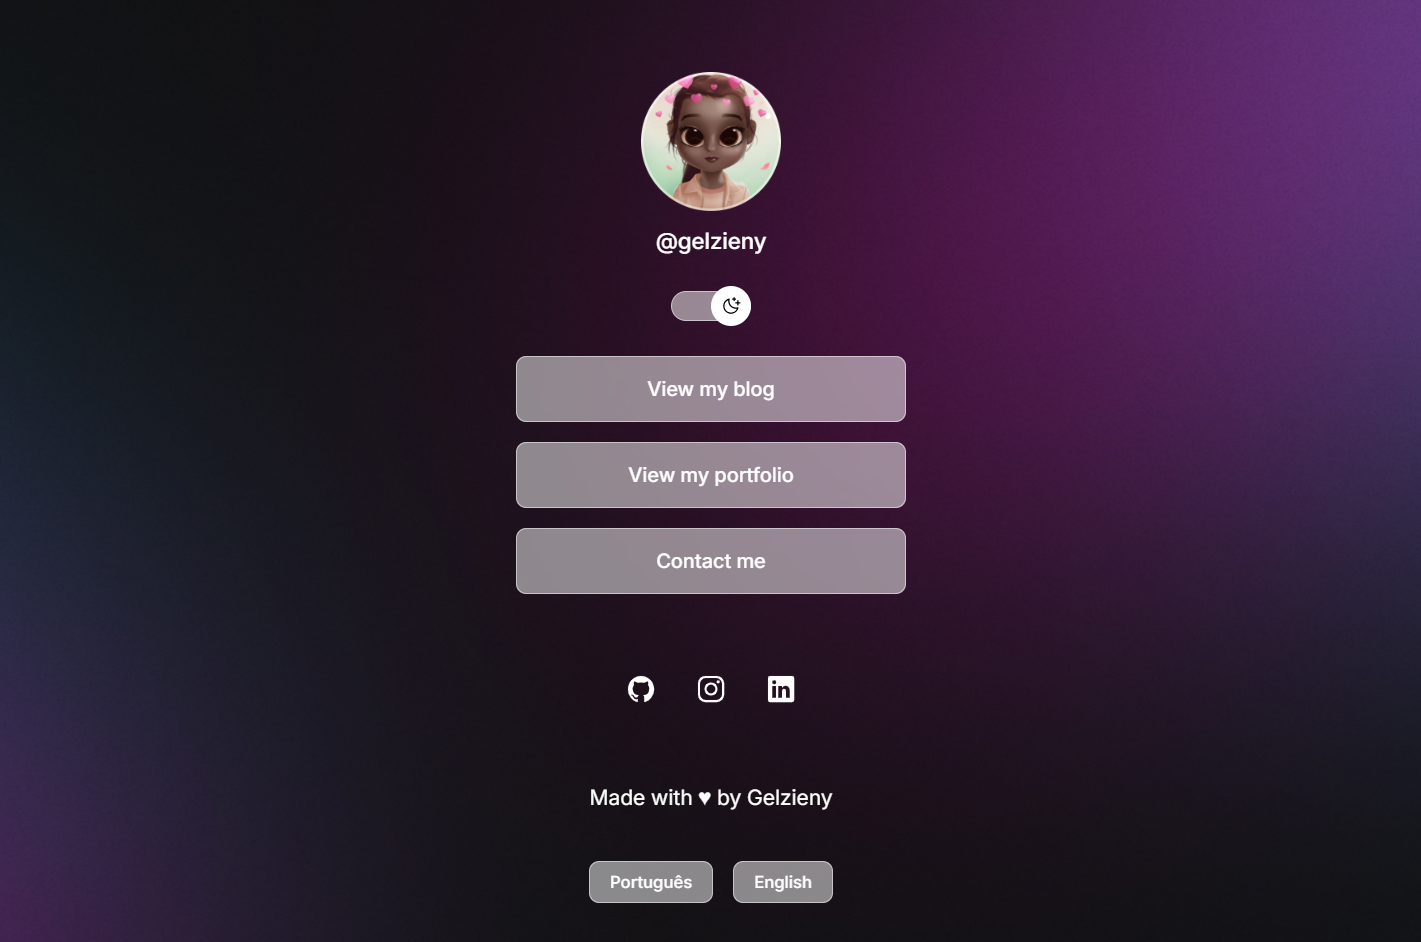 @gelzieny
View my blog
View my portfolio
Contact me
Made with ♥ by Gelzieny
Português English